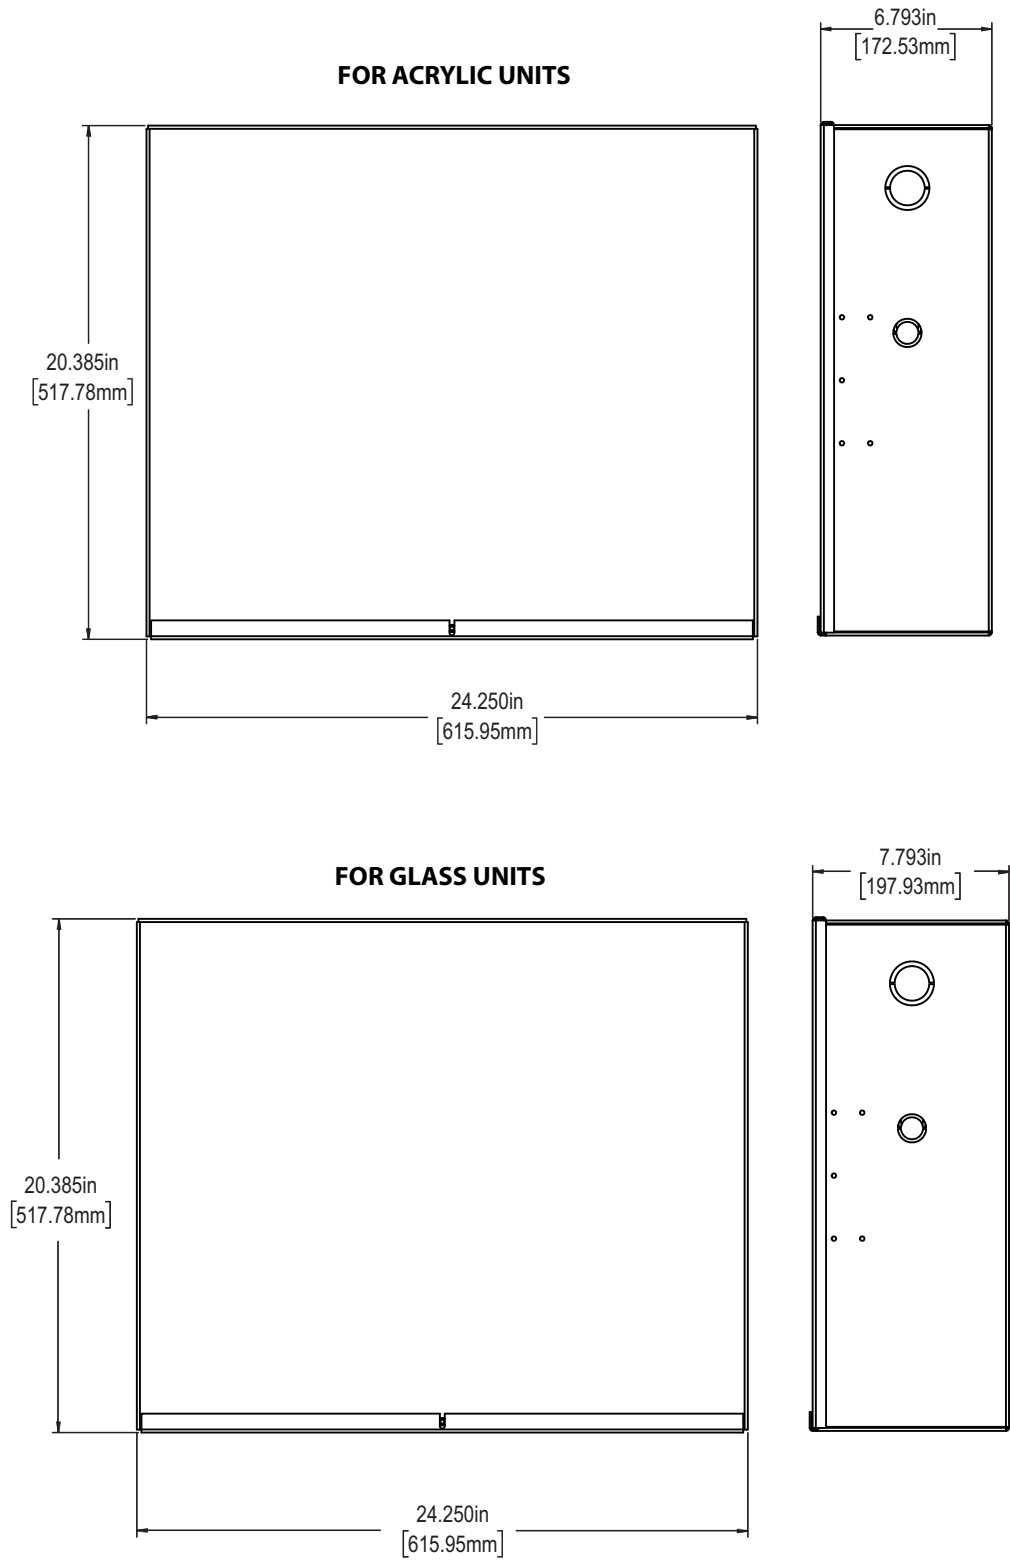 6.793in
[172.53mm]
FOR ACRYLIC UNITS
20.385in
[517.78mm]
24.250in
[615.95mm]
7.793in
[197.93mm]
FOR GLASS UNITS
20.385in
[517.78mm]
24.250in
[615.95mm]